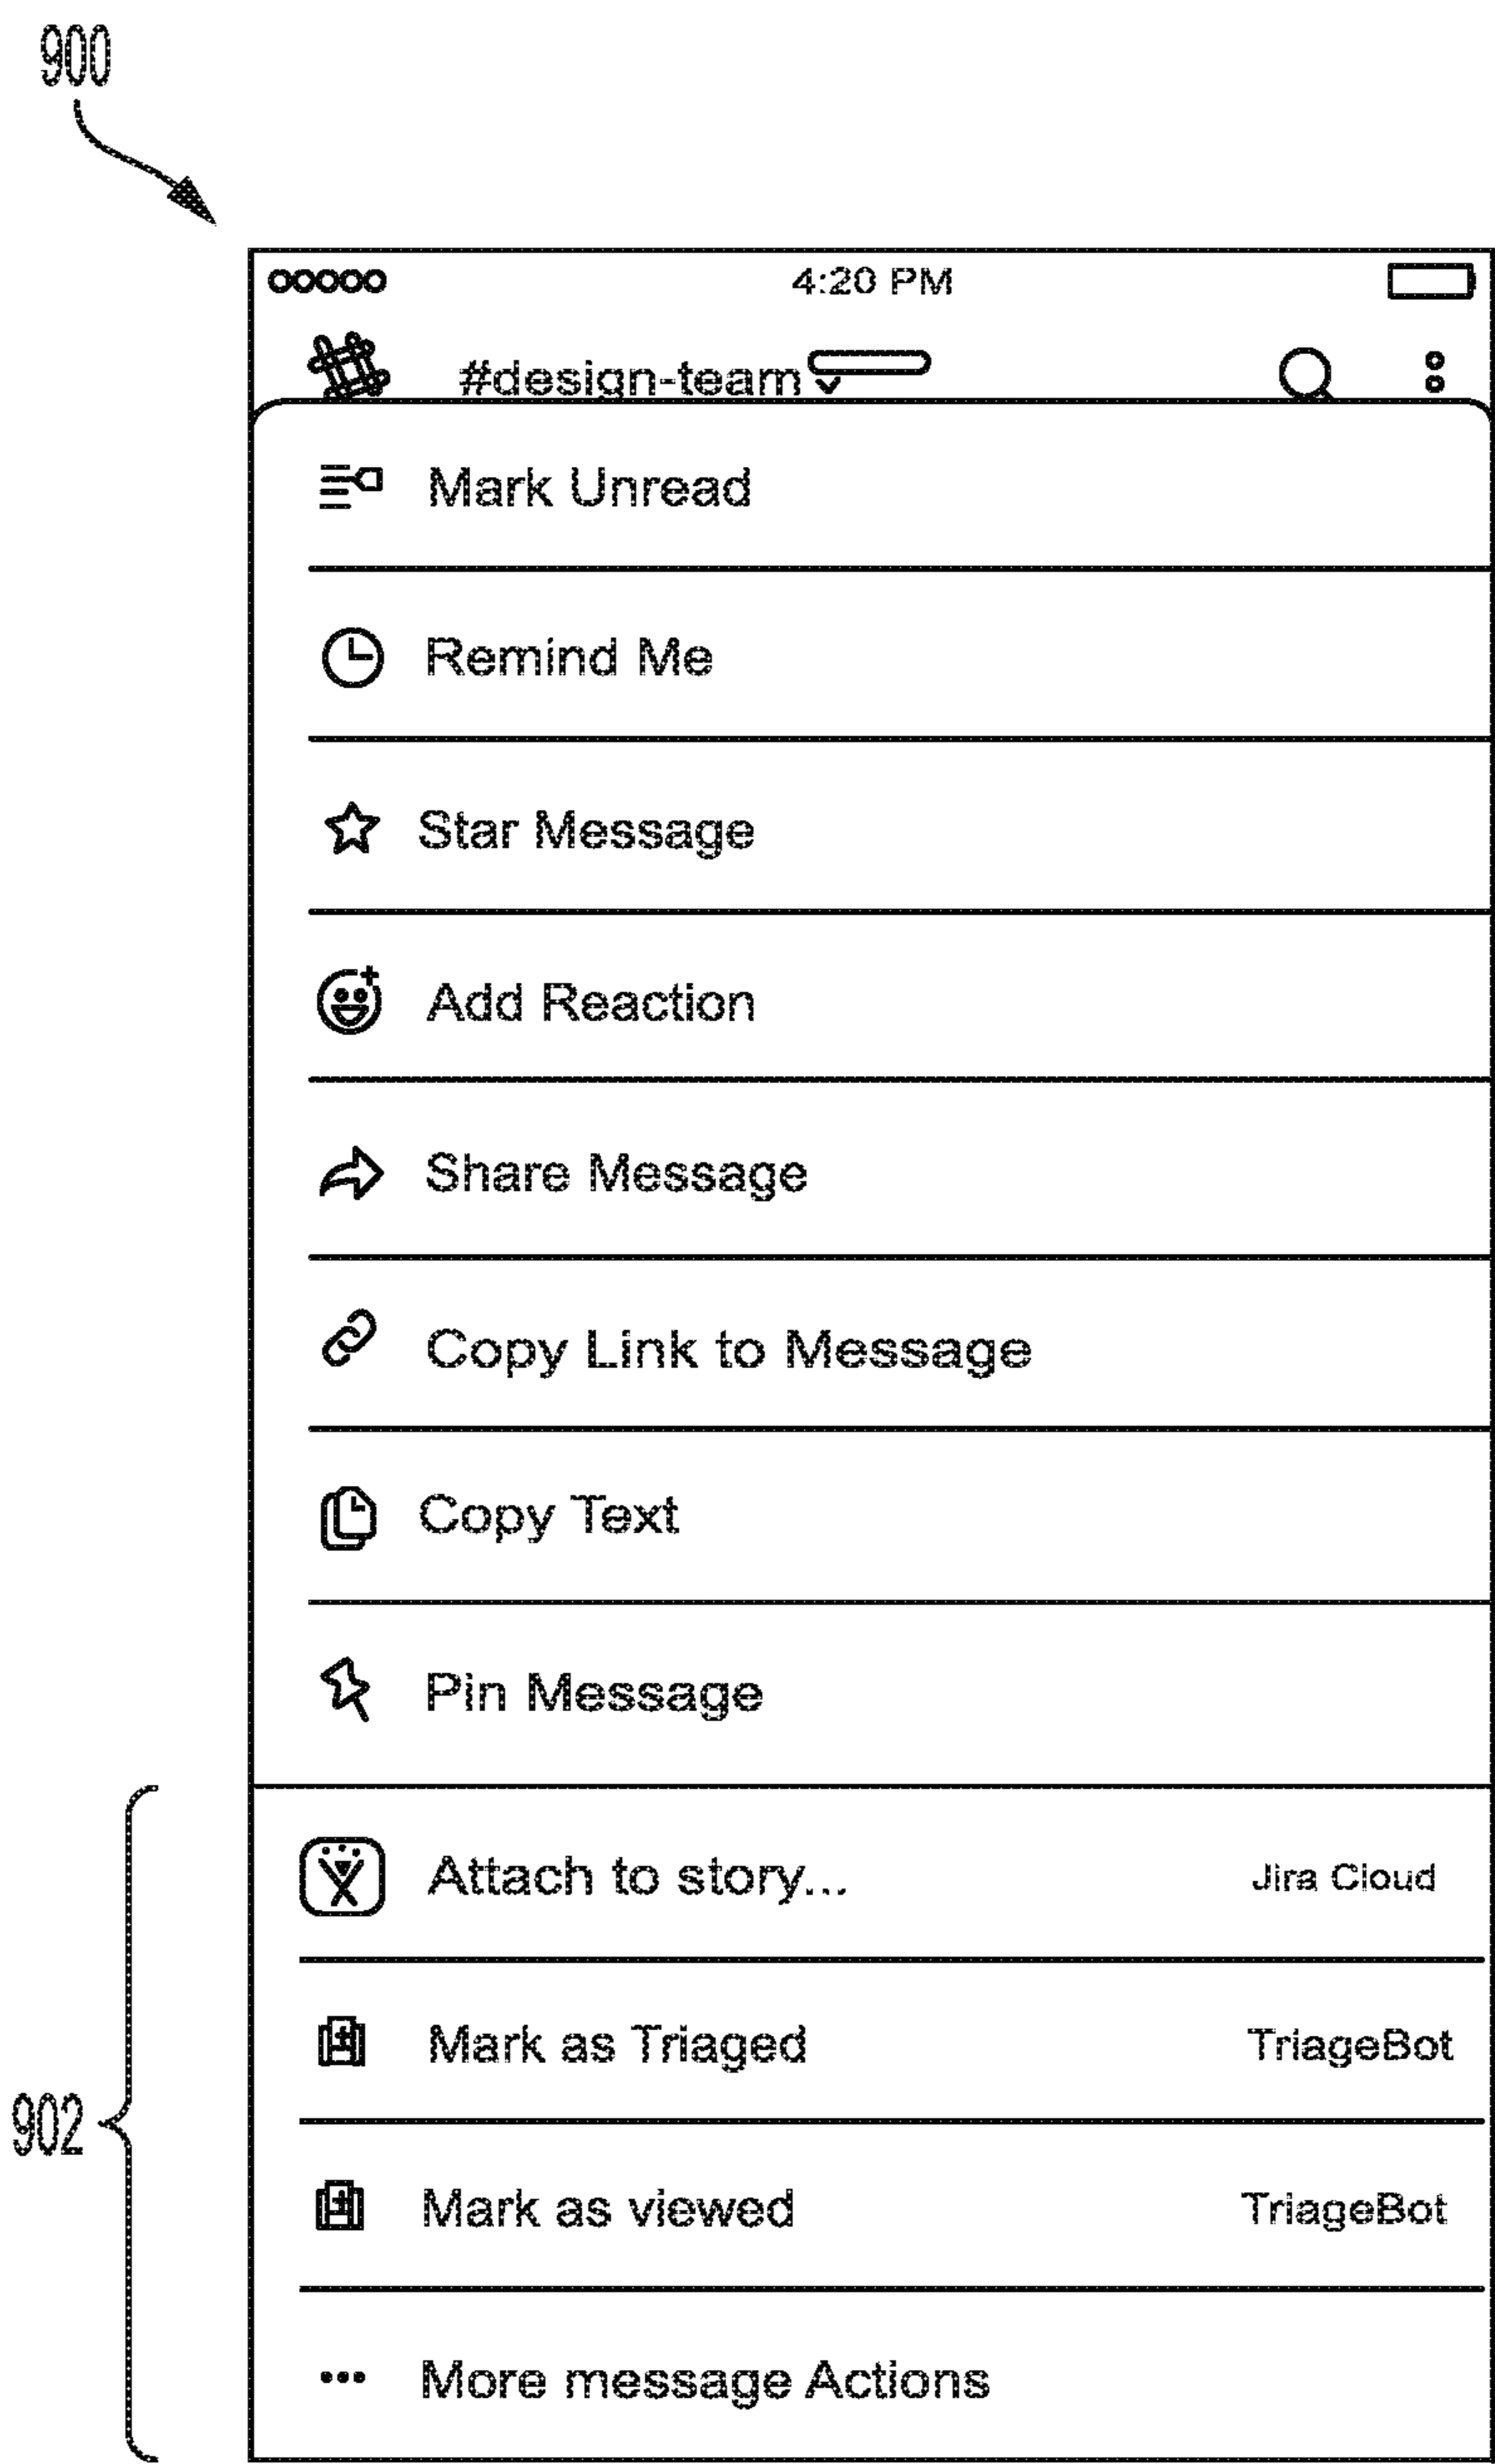 900
4:20 PM
#design-team
Mark Unread
Remind Me
Star Message
Add Reaction
Share Message
Copy Link to Message
Copy Text
Pin Message
902
Attach to story... Jira Cloud
Mark as Triaged TriageBot
Mark as viewed TriageBot
... More message Actions